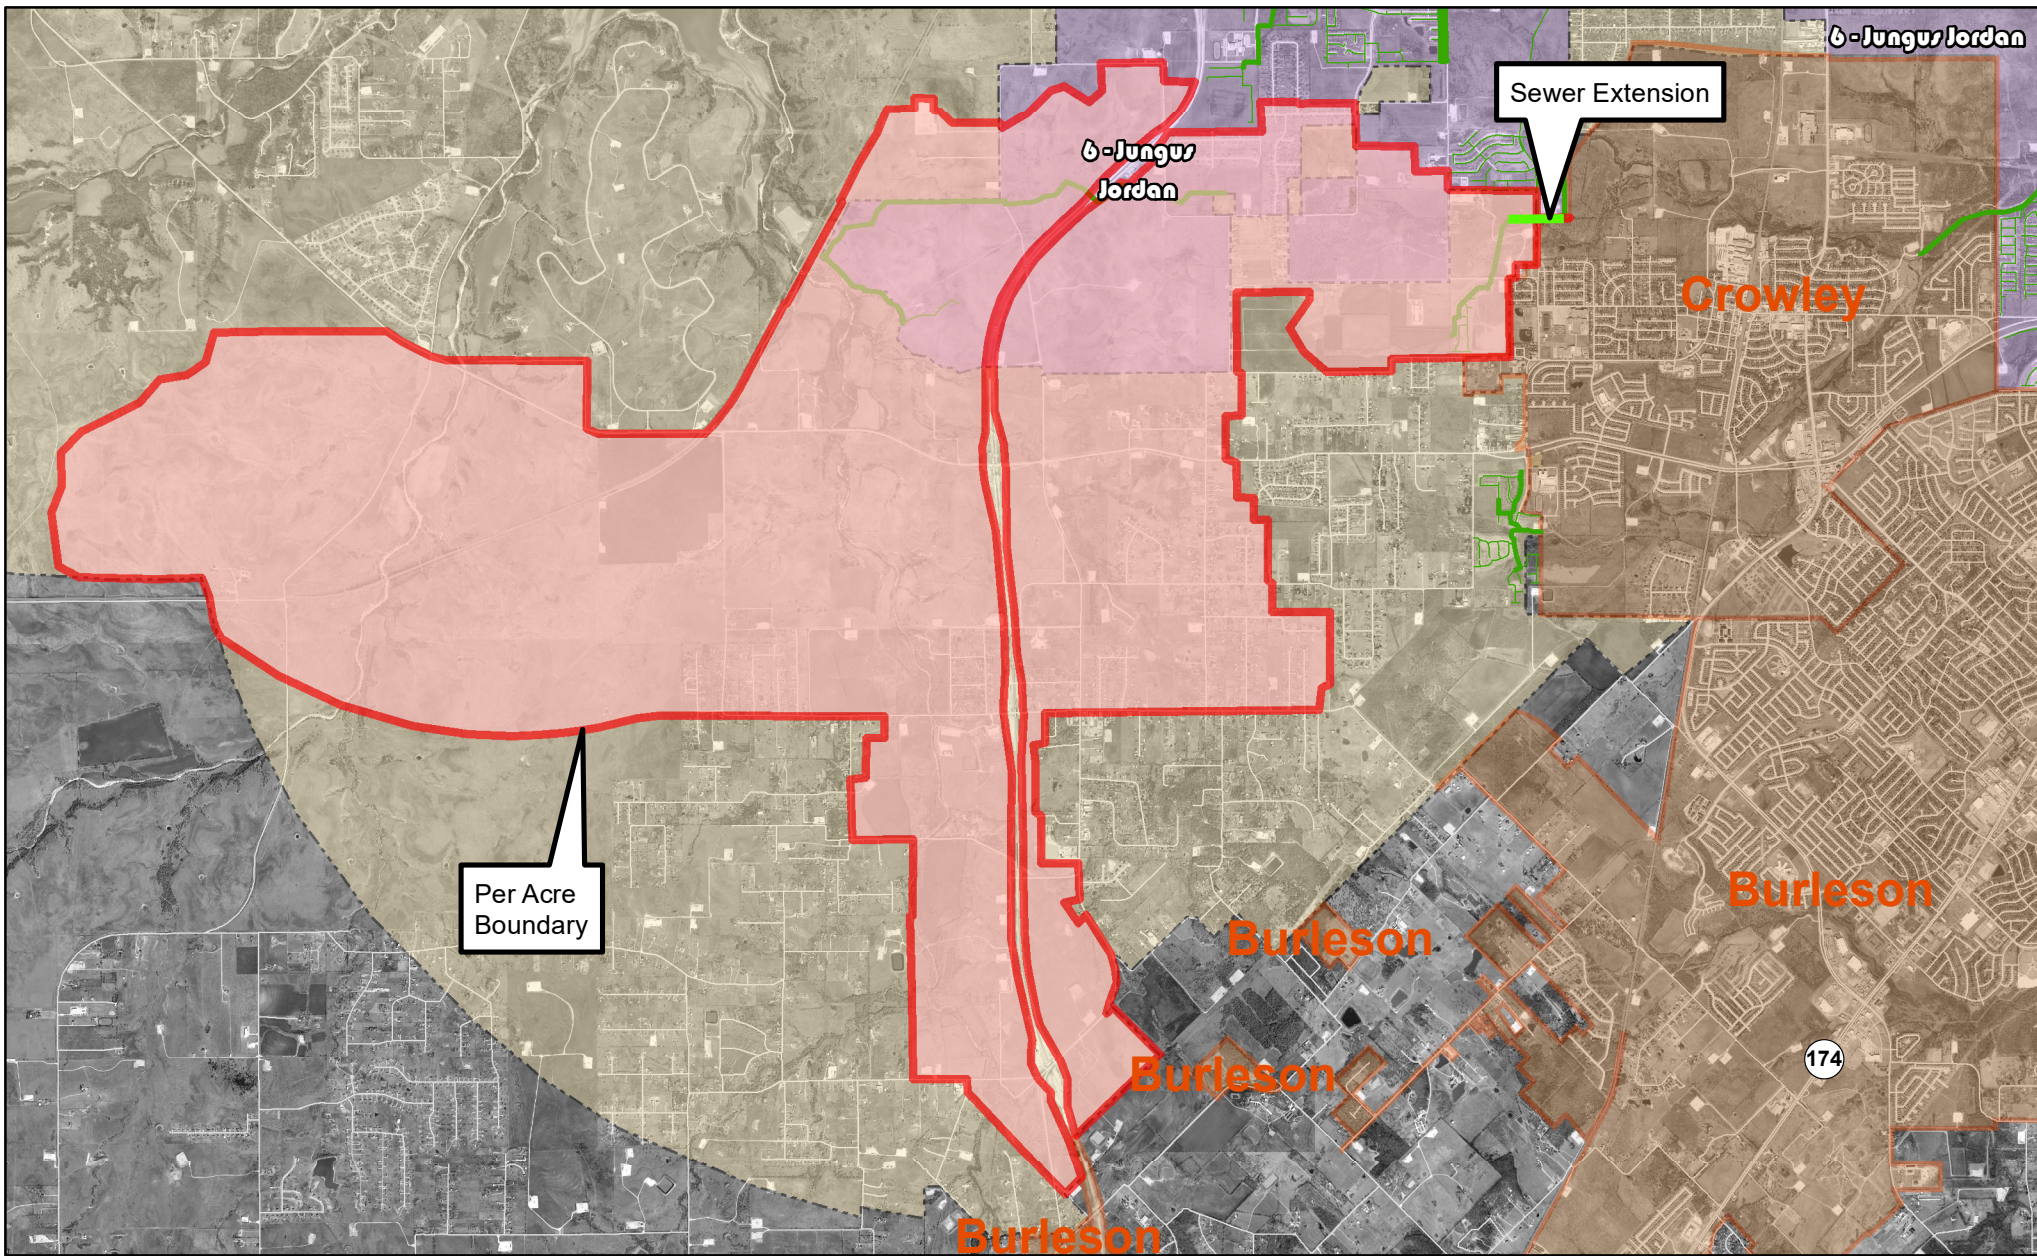 6 - Jungus Jordan
Sewer Extension
6 - Jungus
Jordan
Crowley
Per Acre
Boundary
Burleson
Burleson
174
Burleson
Burleson